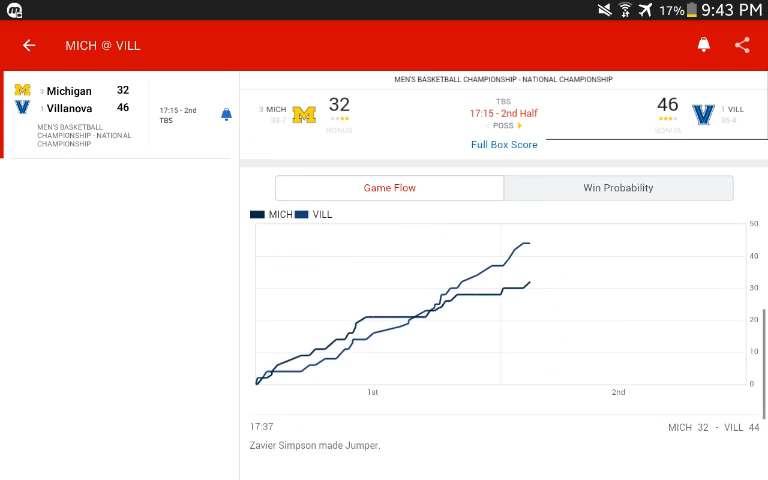 17% 9:43 PM
MICH @ VILL
3 Michigan 32
1 Villanova 46
17:15 - 2nd
TBS
MEN'S BASKETBALL
CHAMPIONSHIP - NATIONAL
CHAMPIONSHIP
MEN'S BASKETBALL CHAMPIONSHIP - NATIONAL CHAMPIONSHIP
3 MICH
33-7
M
32
BONUS
TBS
17:15 - 2nd Half
POSS
Full Box Score
46
BONUS
V
1 VILL
35-4
Game Flow
Win Probability
MICH VILL
50
40
30
20
10
0
1st 2nd
17:37
MICH 32 - VILL 44
Zavier Simpson made Jumper.